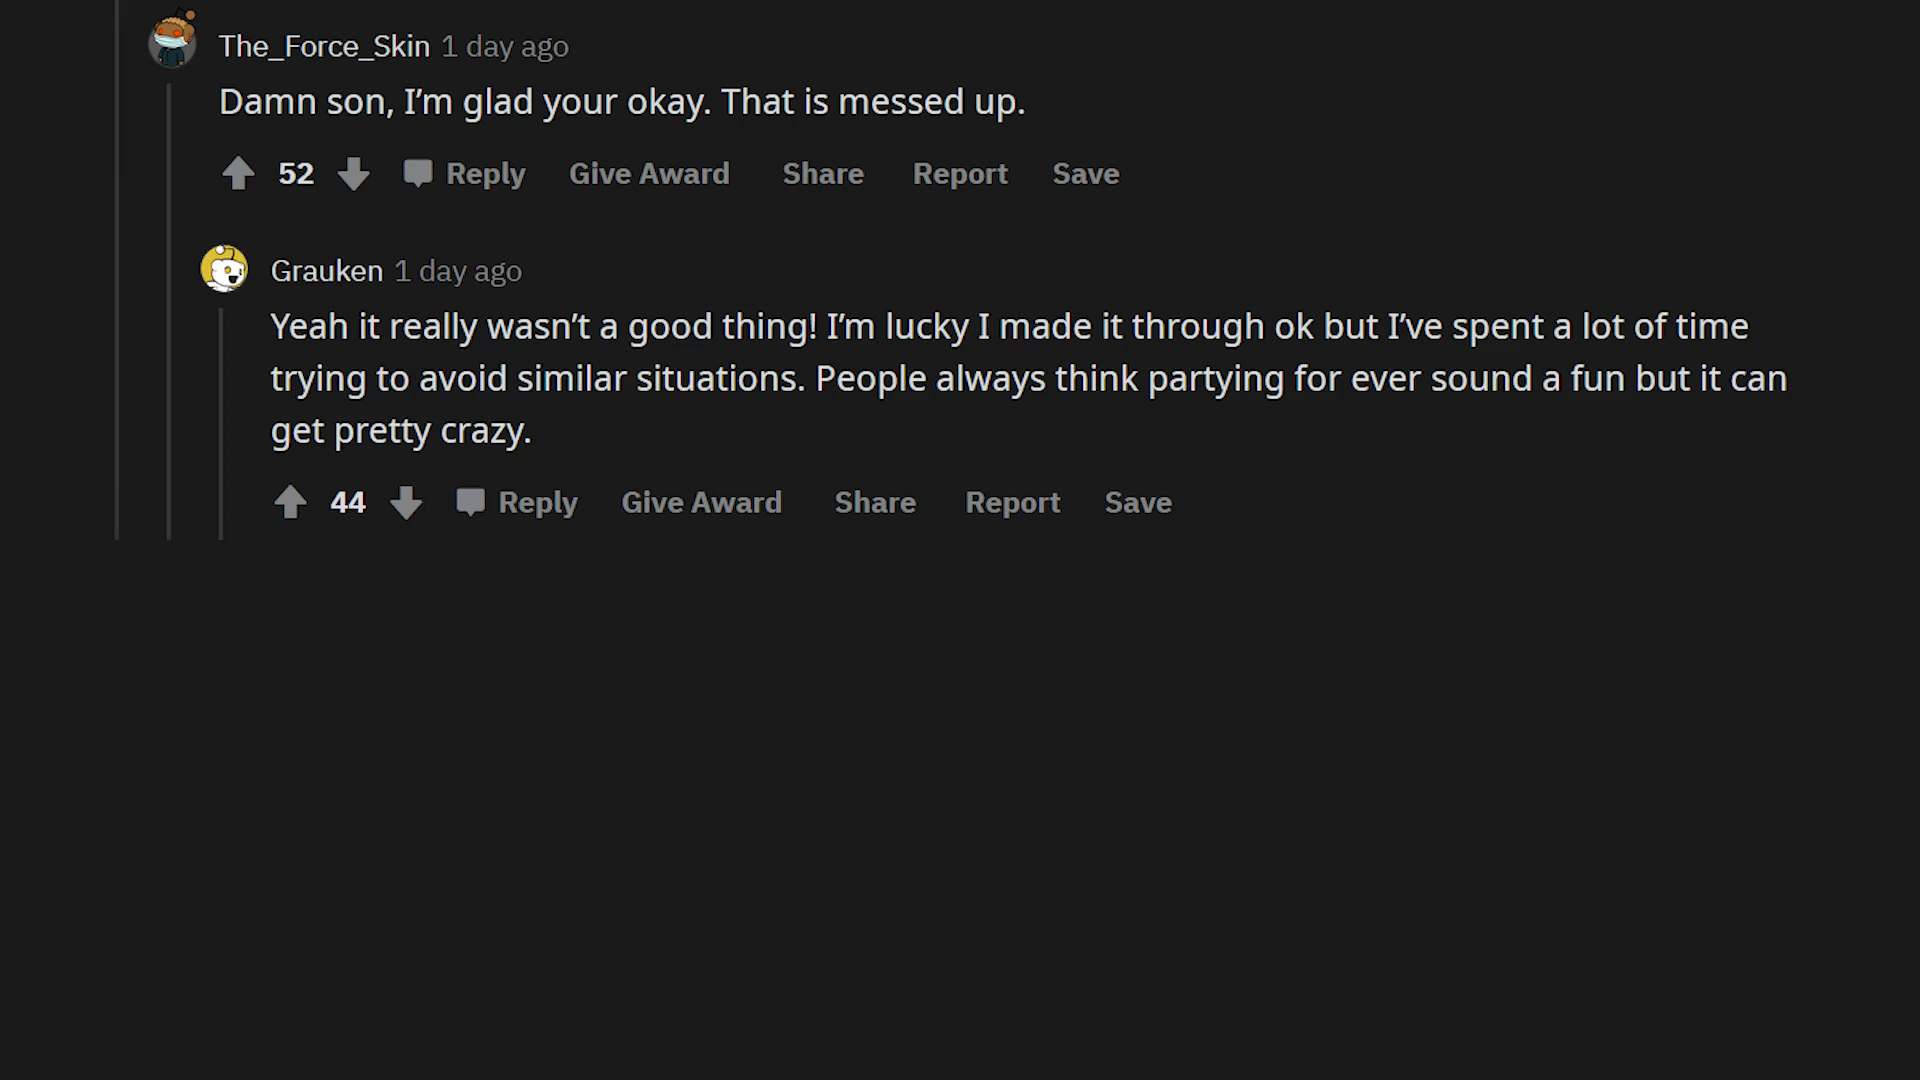 The_Force_Skin 1 day ago
Damn son, I’m glad your okay. That is messed up.
52 Reply Give Award Share Report Save
Grauken 1 day ago
Yeah it really wasn’t a good thing! I’m lucky I made it through ok but I’ve spent a lot of time
trying to avoid similar situations. People always think partying for ever sound a fun but it can
get pretty crazy.
44 Reply Give Award Share Report Save